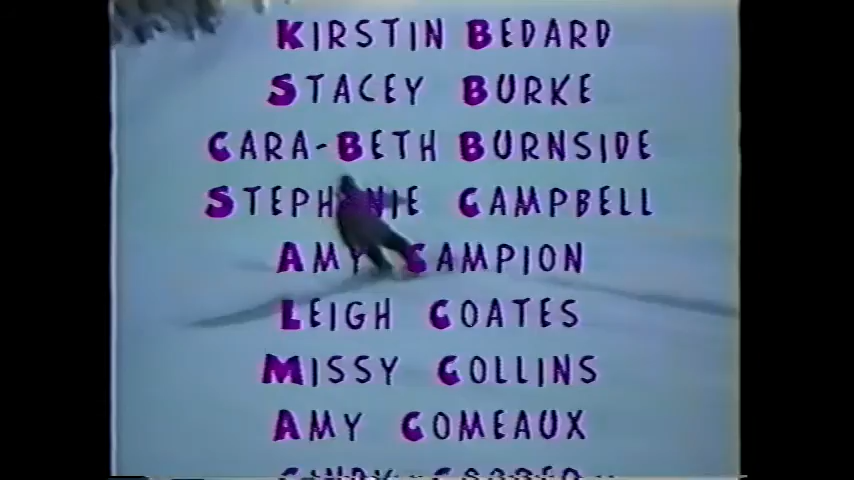 KIRSTIN BEDARD
STACEY BURKE
CARA-BETH BURNSIDE
STEPHANIE CAMPBELL
AMY CAMPION
LEIGH COATES
MISSY COLLINS
AMY COMEAUX